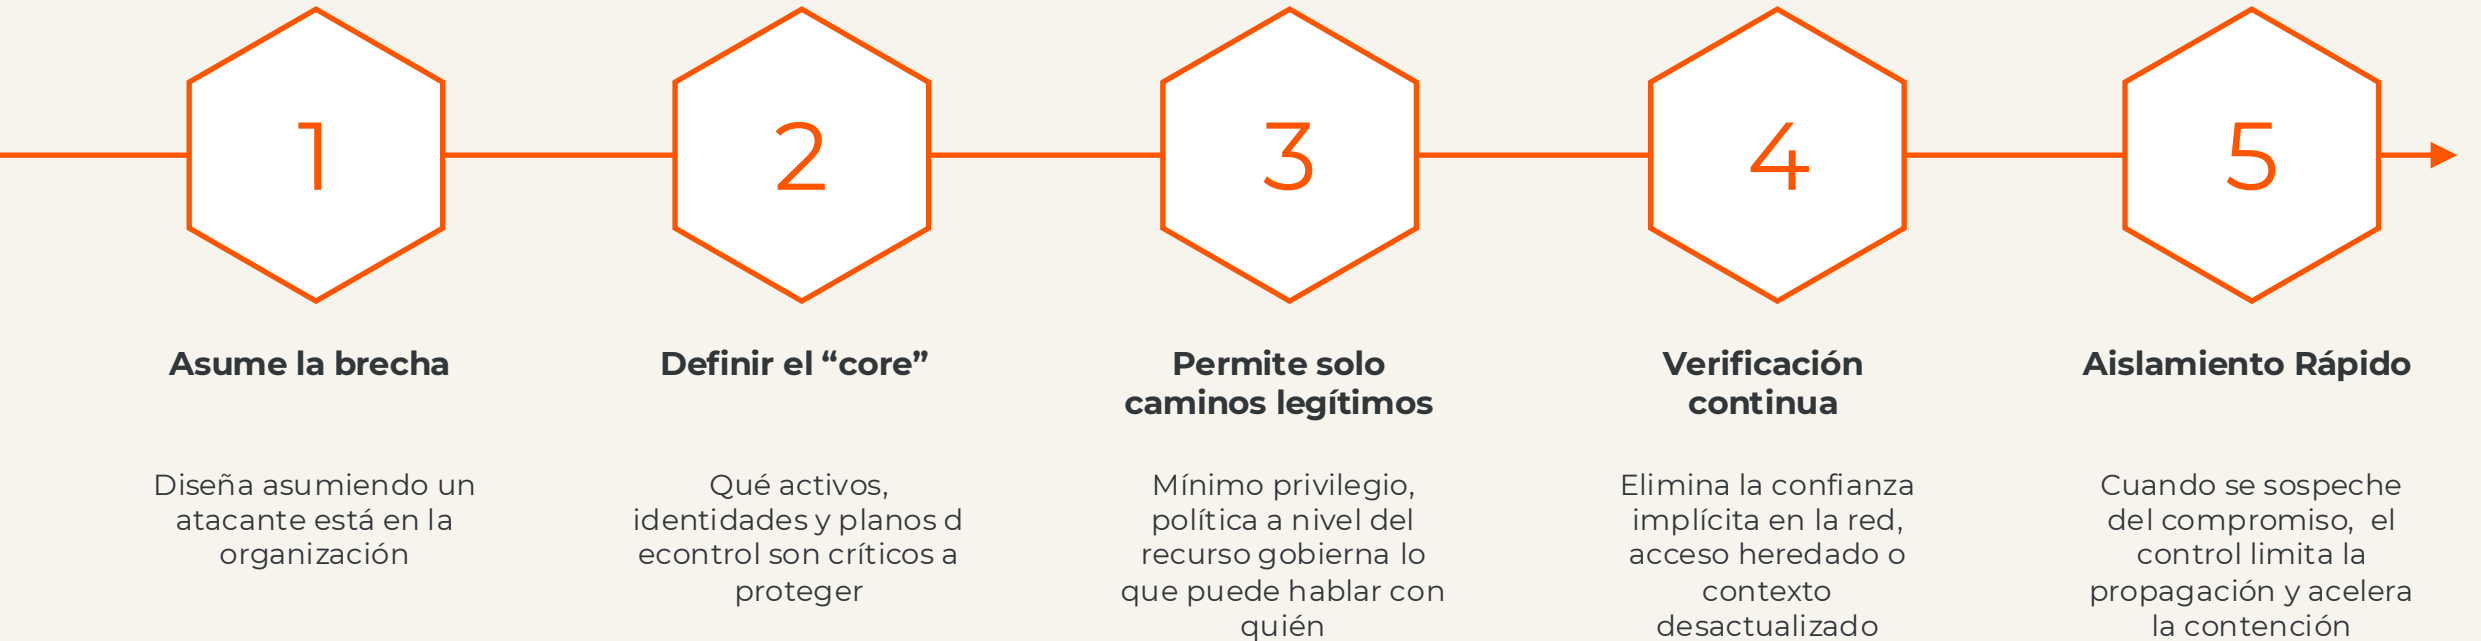 1
2
3
4
5
Asume la brecha
Diseña asumiendo un
atacante está en la
organización
Definir el “core”
Qué activos,
identidades y planos d
econtrol son críticos a
proteger
Permite solo
caminos legítimos
Mínimo privilegio,
política a nivel del
recurso gobierna lo
que puede hablar con
quién
Verificación
continua
Elimina la confianza
implícita en la red,
acceso heredado o
contexto
desactualizado
Aislamiento Rápido
Cuando se sospeche
del compromiso,  el
control limita la
propagación y acelera
la contención